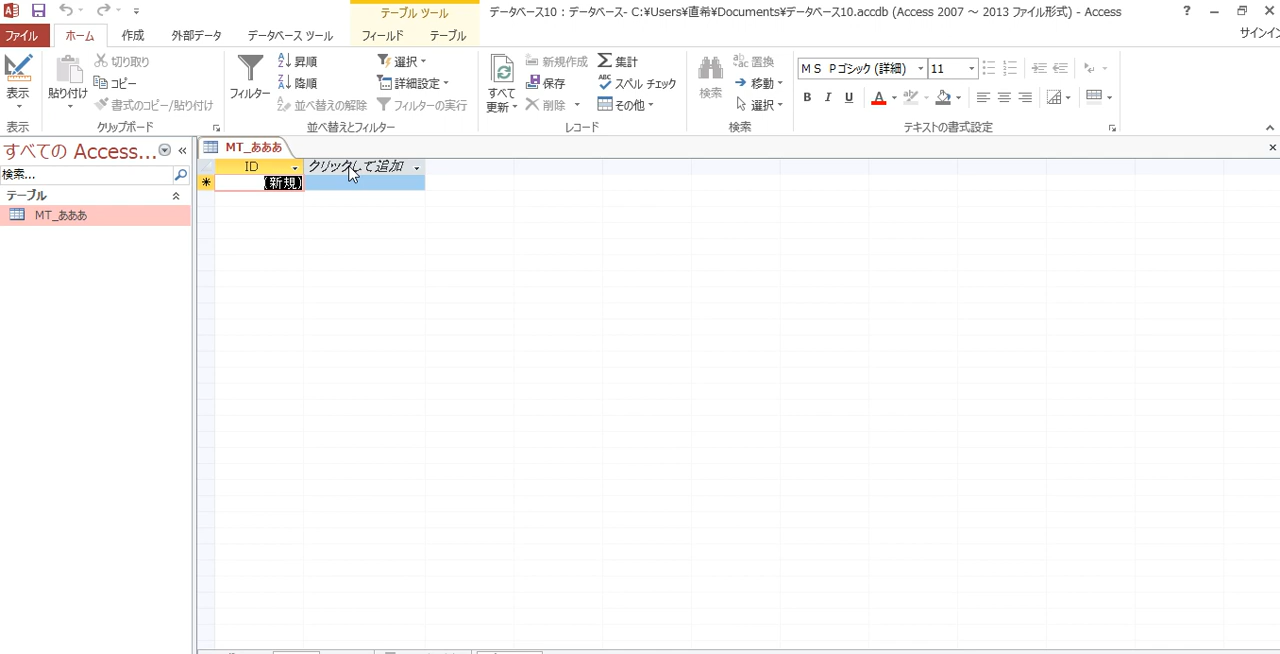 テーブル ツール
データベース10 : データベース- C:¥Users¥直希¥Documents¥データベース10.accdb (Access 2007 ～ 2013 ファイル形式) - Access
?
ファイル ホーム 作成 外部データ データベース ツール フィールド テーブル
サインイン
表示
表示
貼り付け
切り取り
コピー
書式のコピー/貼り付け
クリップボード
フィルター
昇順
降順
並べ替えの解除
選択
詳細設定
フィルターの実行
並べ替えとフィルター
すべて
更新
新規作成
保存
削除
集計
スペル チェック
その他
レコード
検索
置換
移動
選択
検索
ＭＳ Ｐゴシック (詳細)
11
B I U
テキストの書式設定
すべての Access...
検索...
テーブル
MT_あああ
MT_あああ
ID クリックして追加
(新規)